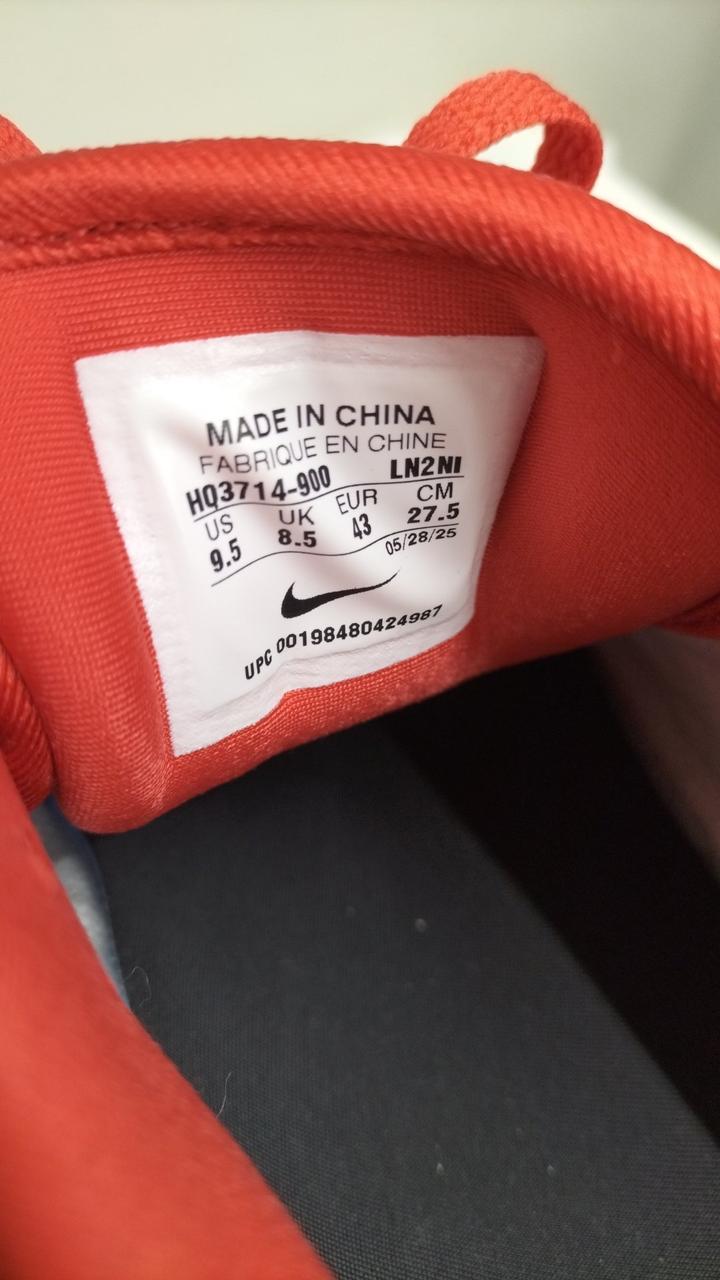 MADE IN CHINA
FABRIQUE EN CHINE
HQ3714-900 LN2NI
US UK EUR CM
9.5 8.5 43 27.5
05/28/25
UPC 00198480424987